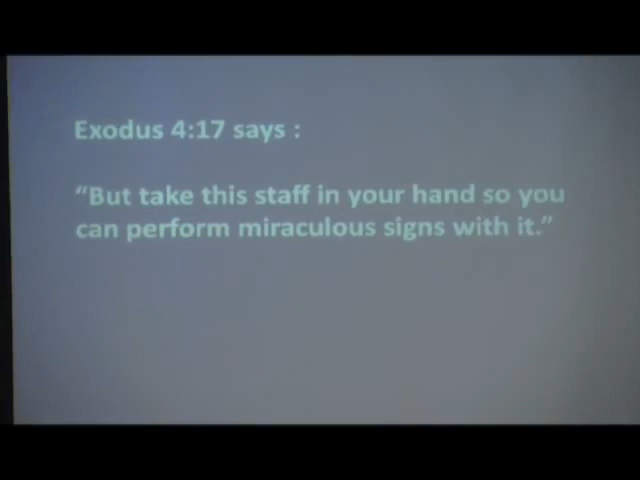 Exodus 4:17 says :
“But take this staff in your hand so you
can perform miraculous signs with it.”